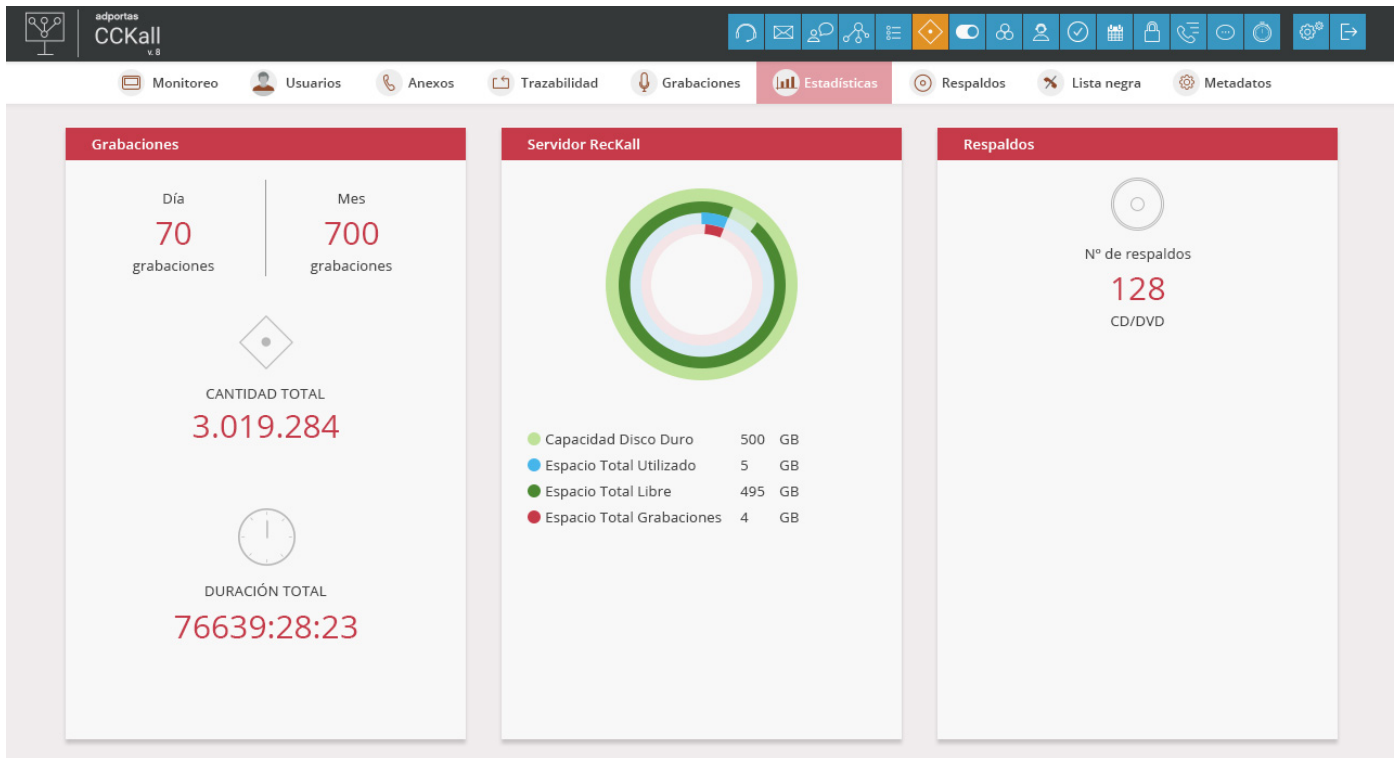 adportas
CCKall
v. 8
Monitoreo
Usuarios
Anexos
Trazabilidad
Grabaciones
Estadísticas
Respaldos
Lista negra
Metadatos
Grabaciones
Día
70
grabaciones
Mes
700
grabaciones
CANTIDAD TOTAL
3.019.284
DURACIÓN TOTAL
76639:28:23
Servidor RecKall
Capacidad Disco Duro 500 GB
Espacio Total Utilizado 5 GB
Espacio Total Libre 495 GB
Espacio Total Grabaciones 4 GB
Respaldos
Nº de respaldos
128
CD/DVD